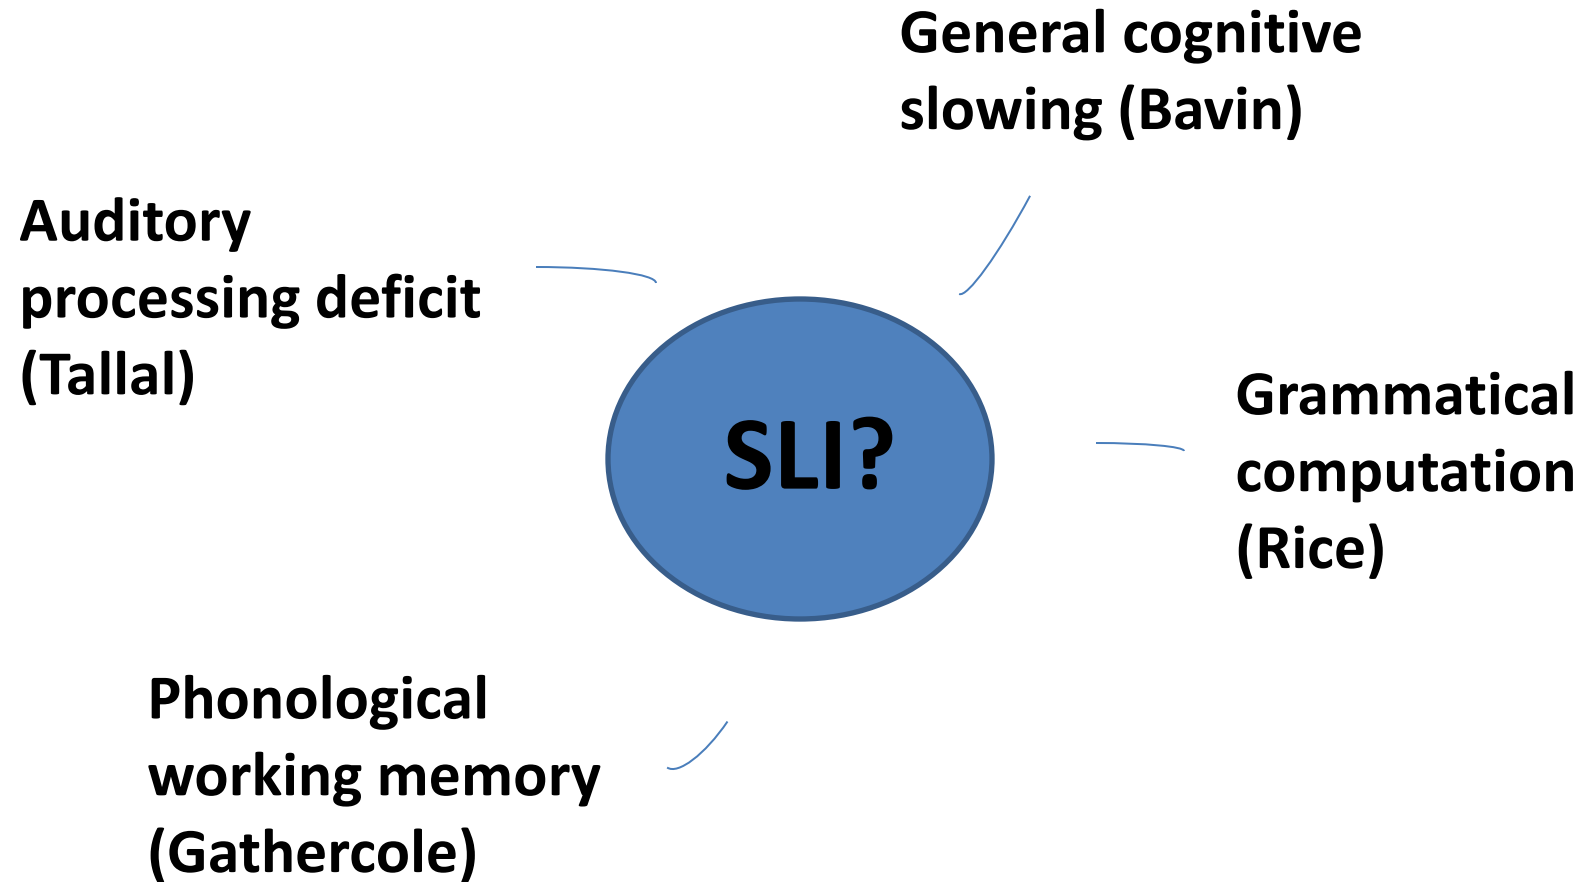 General cognitive
slowing (Bavin)
Auditory
processing deficit
(Tallal)
Grammatical
computation
(Rice)
SLI?
Phonological
working memory
(Gathercole)